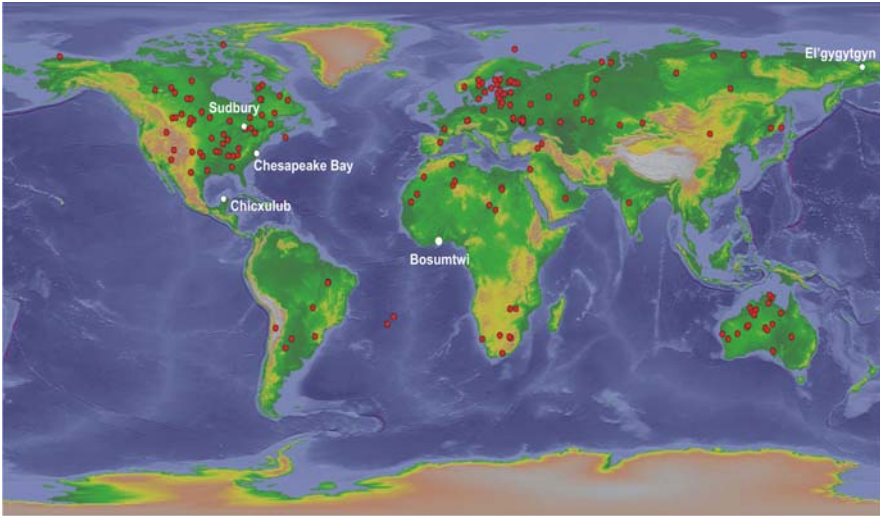 El'gygytgyn
Sudbury
Chesapeake Bay
Chicxulub
Bosumtwi